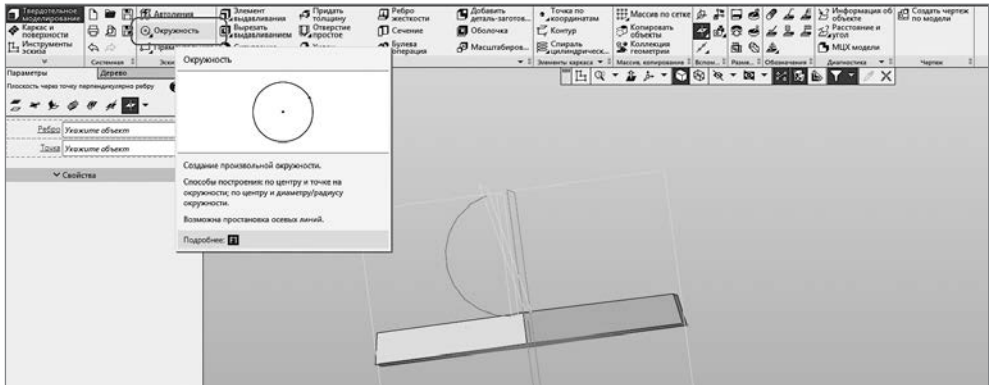 Твердотельное моделирование
Каркас и поверхности
Инструменты эскиза
Системная
Автолиния
Окружность
Элемент выдавливания
Вырезать выдавливанием
Придать толщину
Отверстие простое
Ребро жесткости
Сечение
Булева операция
Добавить деталь-заготов...
Оболочка
Масштабиров...
Точка по координатам
Контур
Спираль цилиндрическ...
Элементы каркаса
Массив по сетке
Копировать объекты
Коллекция геометрии
Массив, копирование
Вспом...
Разме...
Обозначения
Информация об объекте
Расстояние и угол
МЦХ модели
Диагностика
Создать чертеж по модели
Чертеж
Параметры
Дерево
Плоскость через точку перпендикулярно ребру
Ребро Укажите объект
Точка Укажите объект
Свойства
Окружность
Создание произвольной окружности.
Способы построения: по центру и точке на
окружности; по центру и диаметру/радиусу
окружности.
Возможна простановка осевых линий.
Подробнее: F1